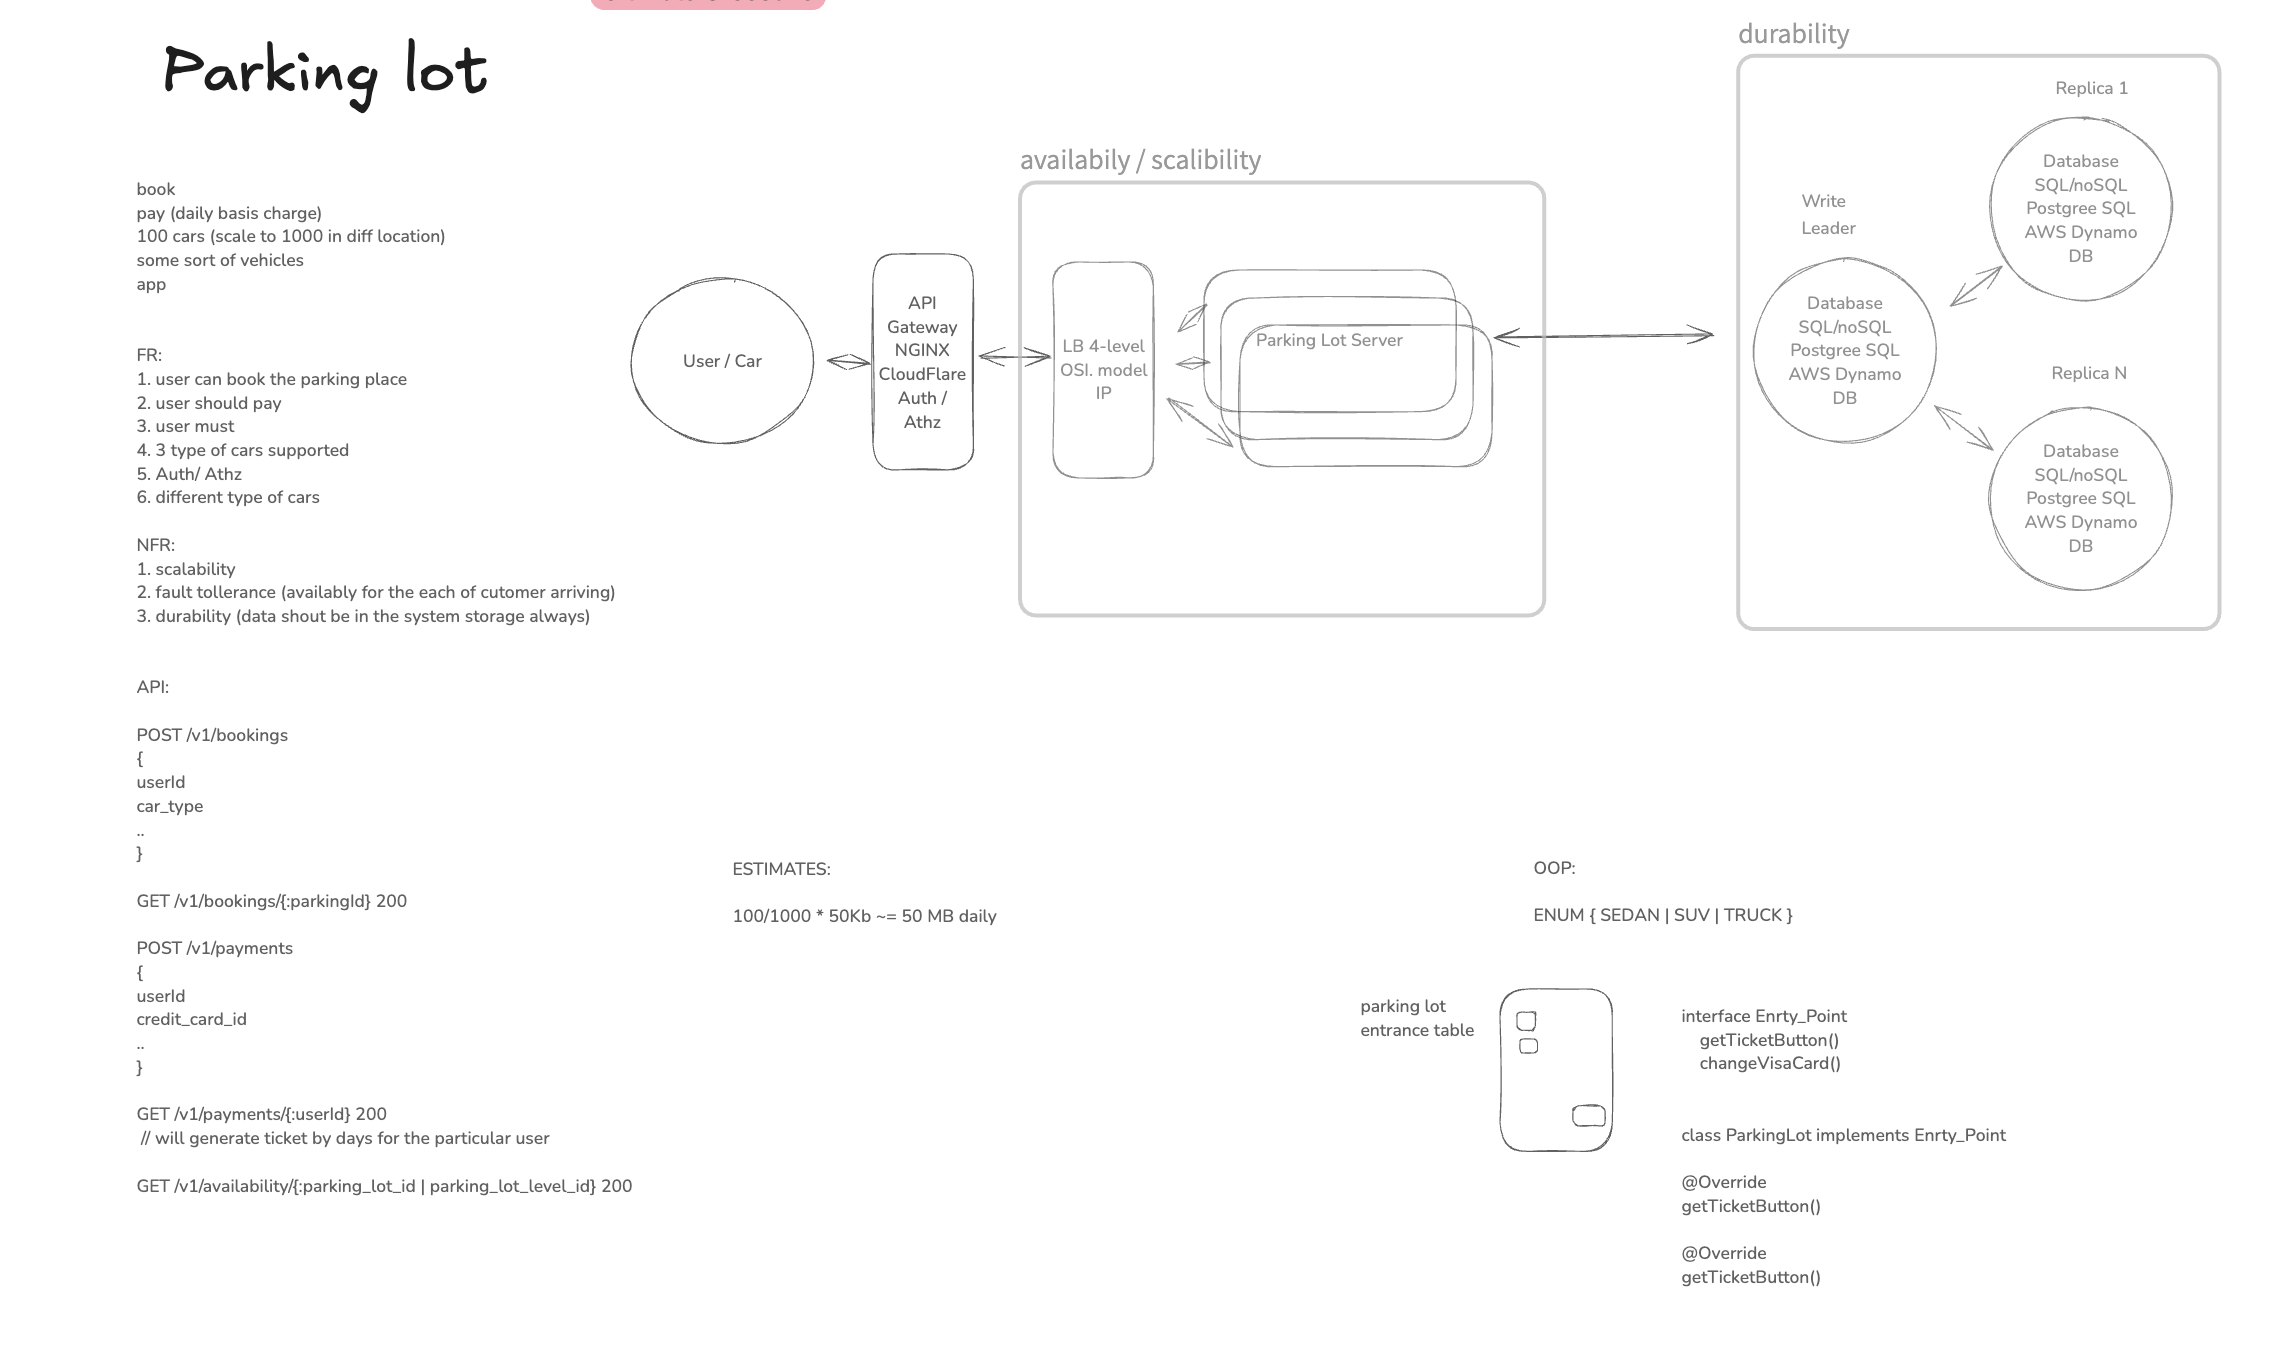 Parking lot
book
pay (daily basis charge)
100 cars (scale to 1000 in diff location)
some sort of vehicles
app
FR:
1. user can book the parking place
2. user should pay
3. user must
4. 3 type of cars supported
5. Auth/ Athz
6. different type of cars
NFR:
1. scalability
2. fault tollerance (availably for the each of cutomer arriving)
3. durability (data shout be in the system storage always)
API:
POST /v1/bookings
{
userId
car_type
..
}
GET /v1/bookings/{:parkingId} 200
POST /v1/payments
{
userId
credit_card_id
..
}
GET /v1/payments/{:userId} 200
// will generate ticket by days for the particular user
GET /v1/availability/{:parking_lot_id | parking_lot_level_id} 200
User / Car
API
Gateway
NGINX
CloudFlare
Auth /
Athz
availabily / scalibility
LB 4-level
OSI. model
IP
Parking Lot Server
durability
Write
Leader
Database
SQL/noSQL
Postgree SQL
AWS Dynamo
DB
Replica 1
Database
SQL/noSQL
Postgree SQL
AWS Dynamo
DB
Replica N
Database
SQL/noSQL
Postgree SQL
AWS Dynamo
DB
ESTIMATES:
100/1000 * 50Kb ~= 50 MB daily
OOP:
ENUM { SEDAN | SUV | TRUCK }
parking lot
entrance table
interface Enrty_Point
getTicketButton()
changeVisaCard()
class ParkingLot implements Enrty_Point
@Override
getTicketButton()
@Override
getTicketButton()